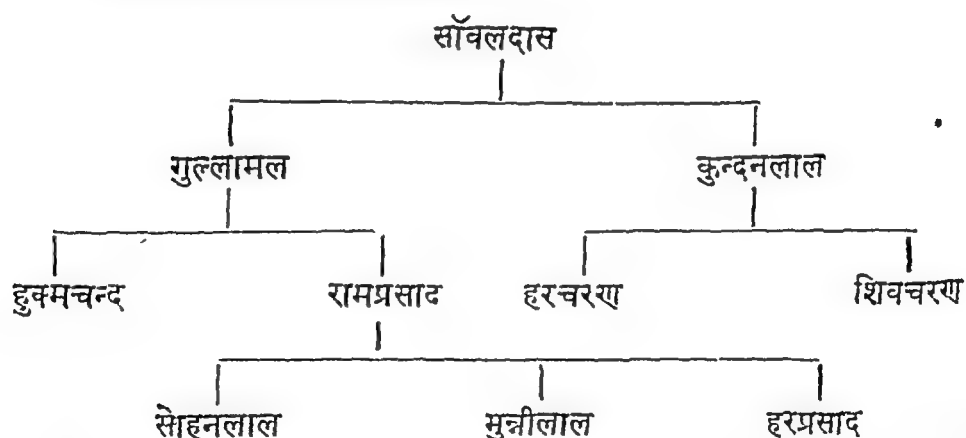 सॉवलदास
गुल्लामल कुन्दनलाल
हुक्मचन्द रामप्रसाद हरचरण शिवचरण
सोहनलाल मुन्नीलाल हरप्रसाद